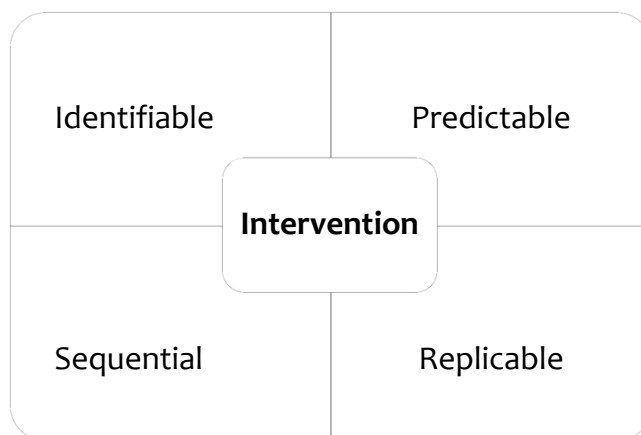 Identifiable
Predictable
Intervention
Sequential
Replicable